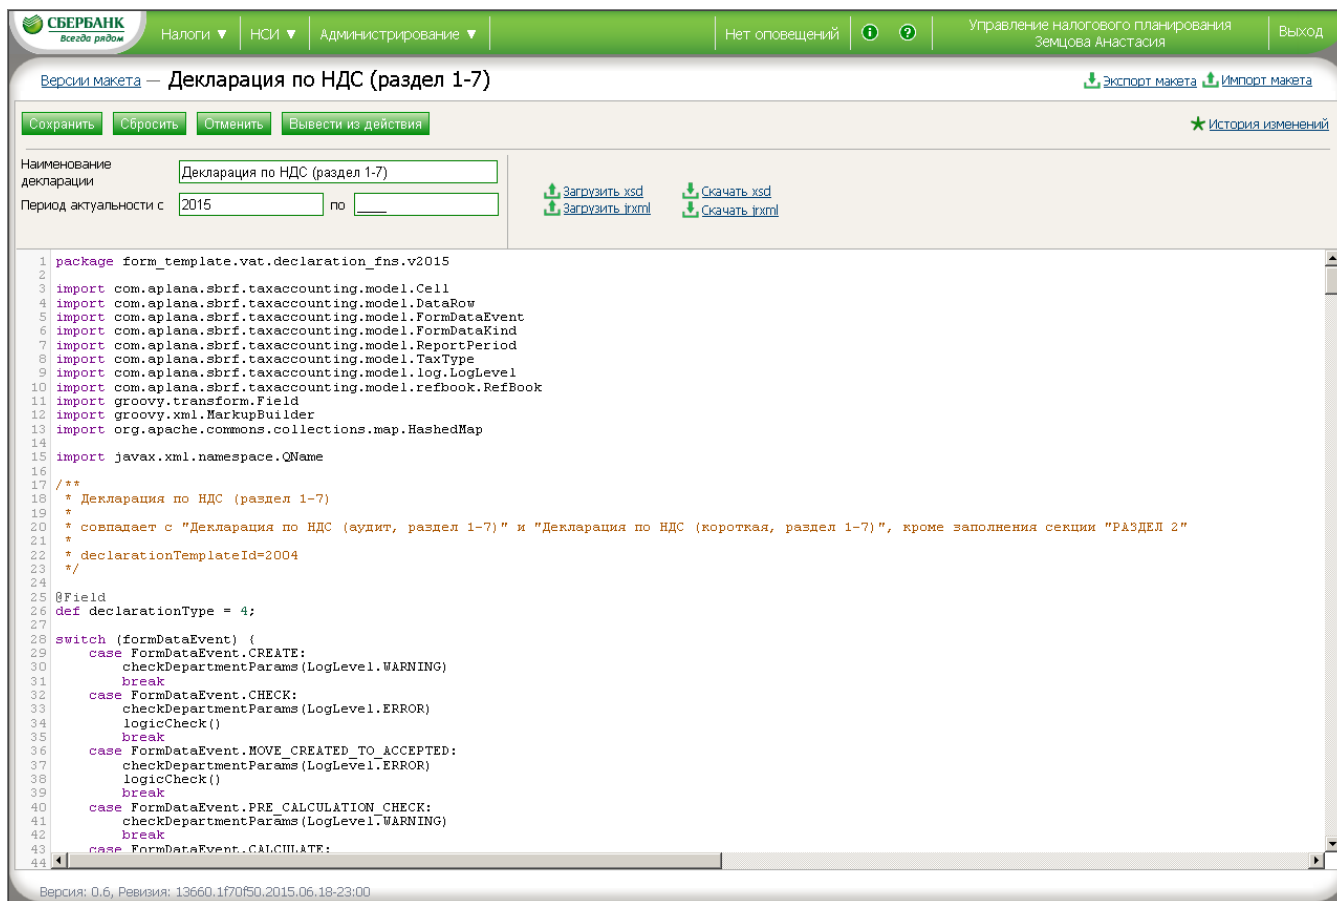 СБЕРБАНК
Всегда рядом
Налоги ▼ НСИ ▼ Администрирование ▼ Нет оповещений Управление налогового планирования
Земцова Анастасия
Выход
Версии макета — Декларация по НДС (раздел 1-7) Экспорт макета Импорт макета
Сохранить Сбросить Отменить Вывести из действия История изменений
Наименование
декларации
Декларация по НДС (раздел 1-7)
Период актуальности с 2015 по ____
Загрузить xsd Скачать xsd
Загрузить jrxml Скачать jrxml
1 package form_template.vat.declaration_fns.v2015
2
3 import com.aplana.sbrf.taxaccounting.model.Cell
4 import com.aplana.sbrf.taxaccounting.model.DataRow
5 import com.aplana.sbrf.taxaccounting.model.FormDataEvent
6 import com.aplana.sbrf.taxaccounting.model.FormDataKind
7 import com.aplana.sbrf.taxaccounting.model.ReportPeriod
8 import com.aplana.sbrf.taxaccounting.model.TaxType
9 import com.aplana.sbrf.taxaccounting.model.log.LogLevel
10 import com.aplana.sbrf.taxaccounting.model.refbook.RefBook
11 import groovy.transform.Field
12 import groovy.xml.MarkupBuilder
13 import org.apache.commons.collections.map.HashedMap
14
15 import javax.xml.namespace.QName
16
17 /**
18 * Декларация по НДС (раздел 1-7)
19 *
20 * совпадает с "Декларация по НДС (аудит, раздел 1-7)" и "Декларация по НДС (короткая, раздел 1-7)", кроме заполнения секции "РАЗДЕЛ 2"
21 *
22 * declarationTemplateId=2004
23 */
24
25 @Field
26 def declarationType = 4;
27
28 switch (formDataEvent) {
29 case FormDataEvent.CREATE:
30 checkDepartmentParams(LogLevel.WARNING)
31 break
32 case FormDataEvent.CHECK:
33 checkDepartmentParams(LogLevel.ERROR)
34 logicCheck()
35 break
36 case FormDataEvent.MOVE_CREATED_TO_ACCEPTED:
37 checkDepartmentParams(LogLevel.ERROR)
38 logicCheck()
39 break
40 case FormDataEvent.PRE_CALCULATION_CHECK:
41 checkDepartmentParams(LogLevel.WARNING)
42 break
43 case FormDataEvent.CALCULATE:
44
Версия: 0.6, Ревизия: 13660.1f70f50.2015.06.18-23:00